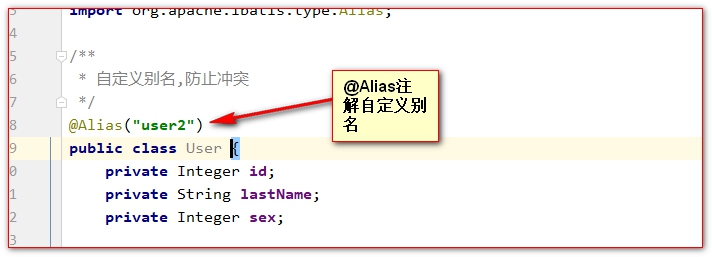 3 import org.apache.ibatis.type.Alias;
4
5 /**
6 * 自定义别名,防止冲突
7 */
8 @Alias("user2")
@Alias注
解自定义别
名
9 public class User {
0 private Integer id;
1 private String lastName;
2 private Integer sex;
3